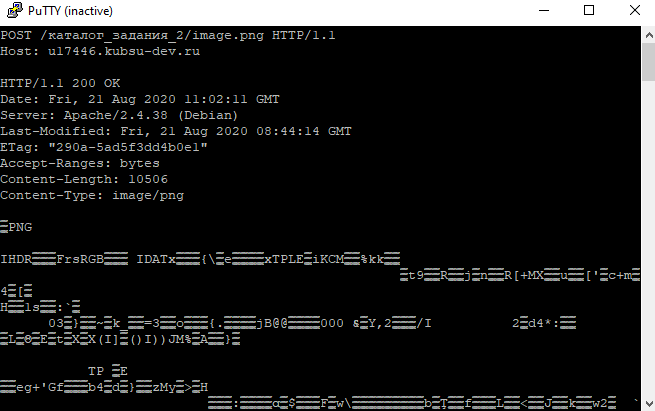 PuTTY (inactive)
POST /каталог_задания_2/image.png HTTP/1.1
Host: u17446.kubsu-dev.ru
HTTP/1.1 200 OK
Date: Fri, 21 Aug 2020 11:02:11 GMT
Server: Apache/2.4.38 (Debian)
Last-Modified: Fri, 21 Aug 2020 08:44:14 GMT
ETag: "290a-5ad5f3dd4b0e1"
Accept-Ranges: bytes
Content-Length: 10506
Content-Type: image/png
PNG
IHDR FrsRGB IDATx {\ e xTPLE iKCM %kk
t9 R j n R[+MX u ['c+m
4 [
H ls :`
03 } ~ k_ =3 o {. jB@@ 000 & Y,2 /I 2 d4*:
L 8 E t X X(I] ()I))JM% A }
TP E
eg+'Gf b4 d } zMy > H
: α $ F w\ b f L < J k w2 `